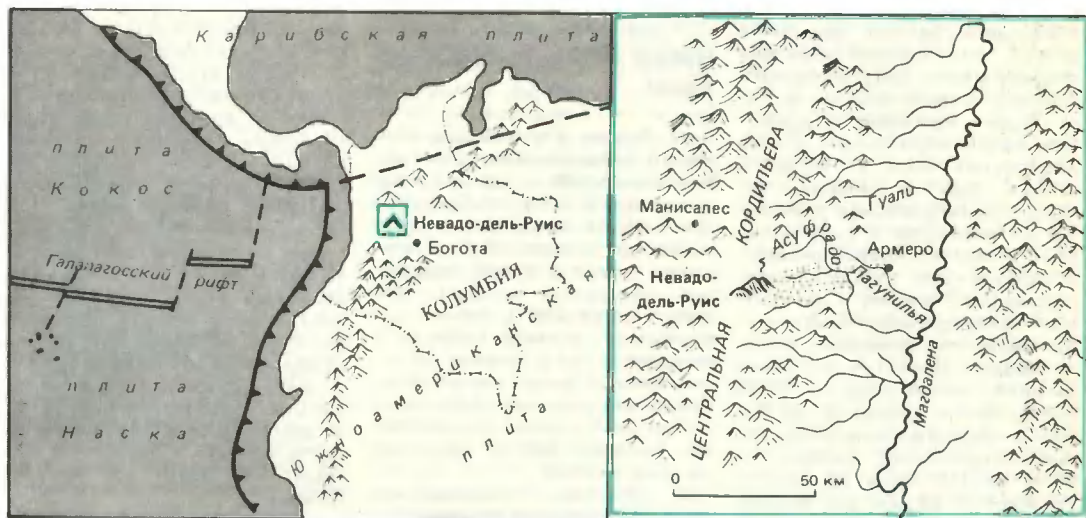 Карибская плита
плита
Кокос
Невадо-дель-Руис
Богота
Галапагосский рифт
КОЛУМБИЯ
Южноамериканская
плита
плита
Наска
КОРДИЛЬЕРА
Гуали
Манисалес
Асуфрадо
Армеро
Невадо-
дель-Руис
Лагунилья
ЦЕНТРАЛЬНАЯ
Магдалена
0 50 км